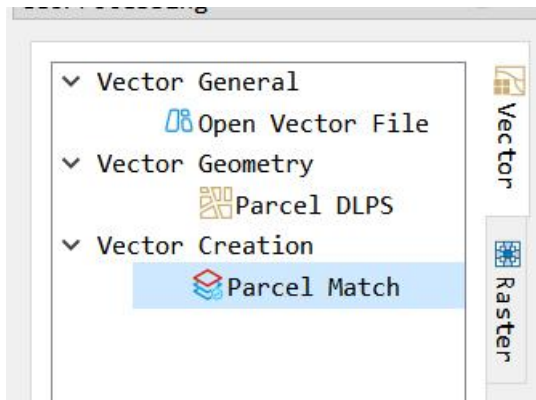 Vector General
Open Vector File
Vector Geometry
Parcel DLPS
Vector Creation
Parcel Match
Vector
Raster